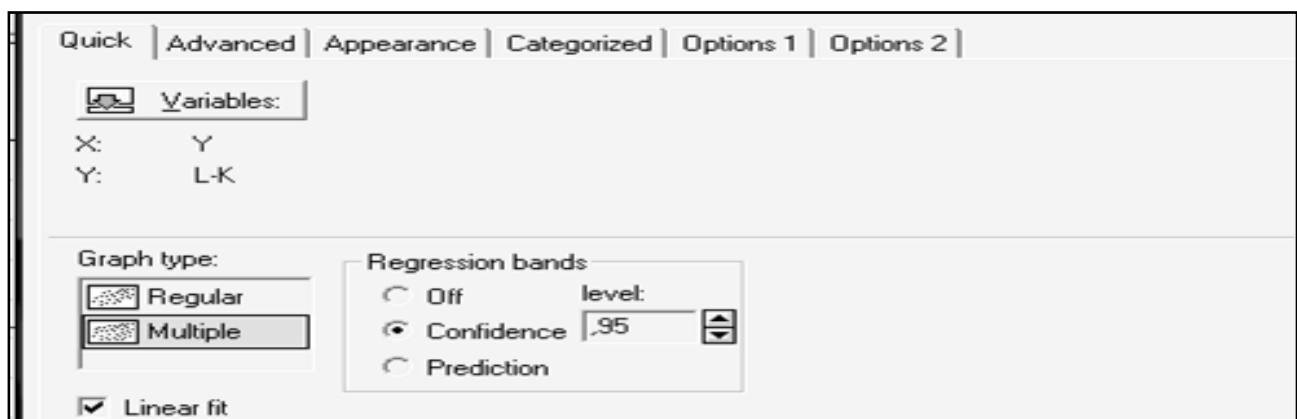 Quick Advanced Appearance Categorized Options 1 Options 2
Variables:
X: Y
Y: L-K
Graph type:
Regular
Multiple
Regression bands
Off level:
Confidence ,95
Prediction
Linear fit